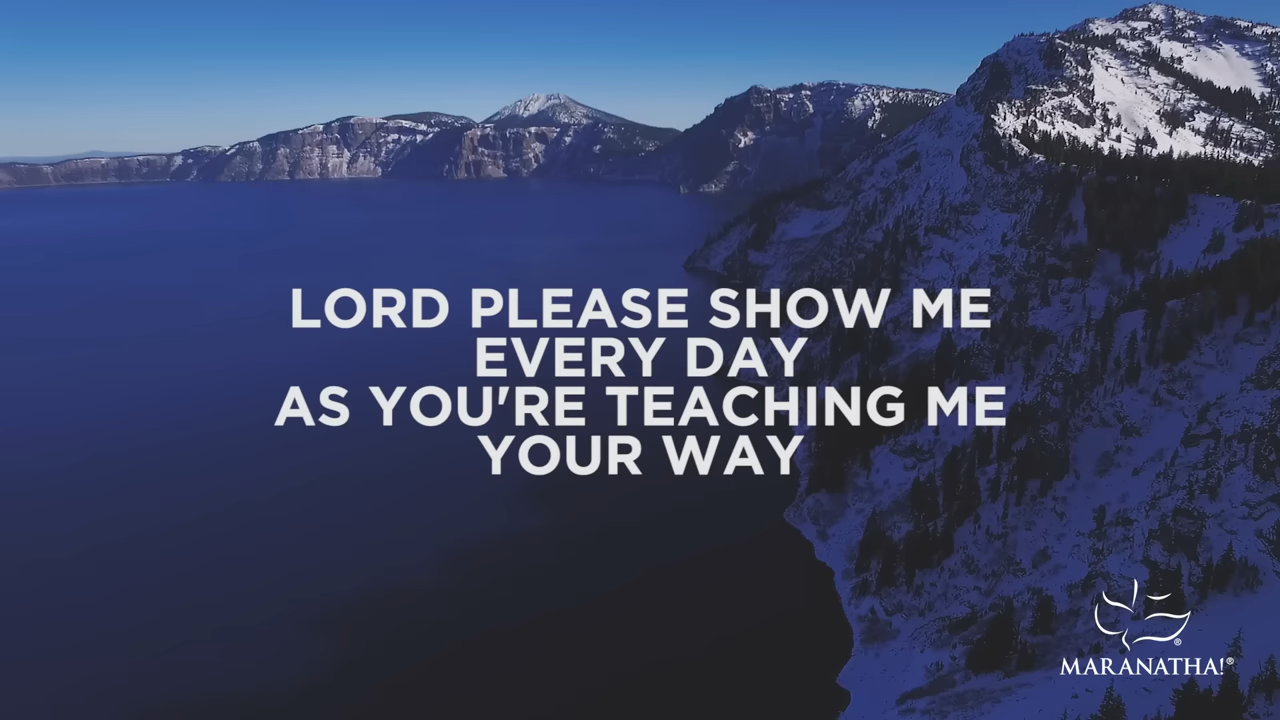 LORD PLEASE SHOW ME
EVERY DAY
AS YOU'RE TEACHING ME
YOUR WAY
MARANATHA!®